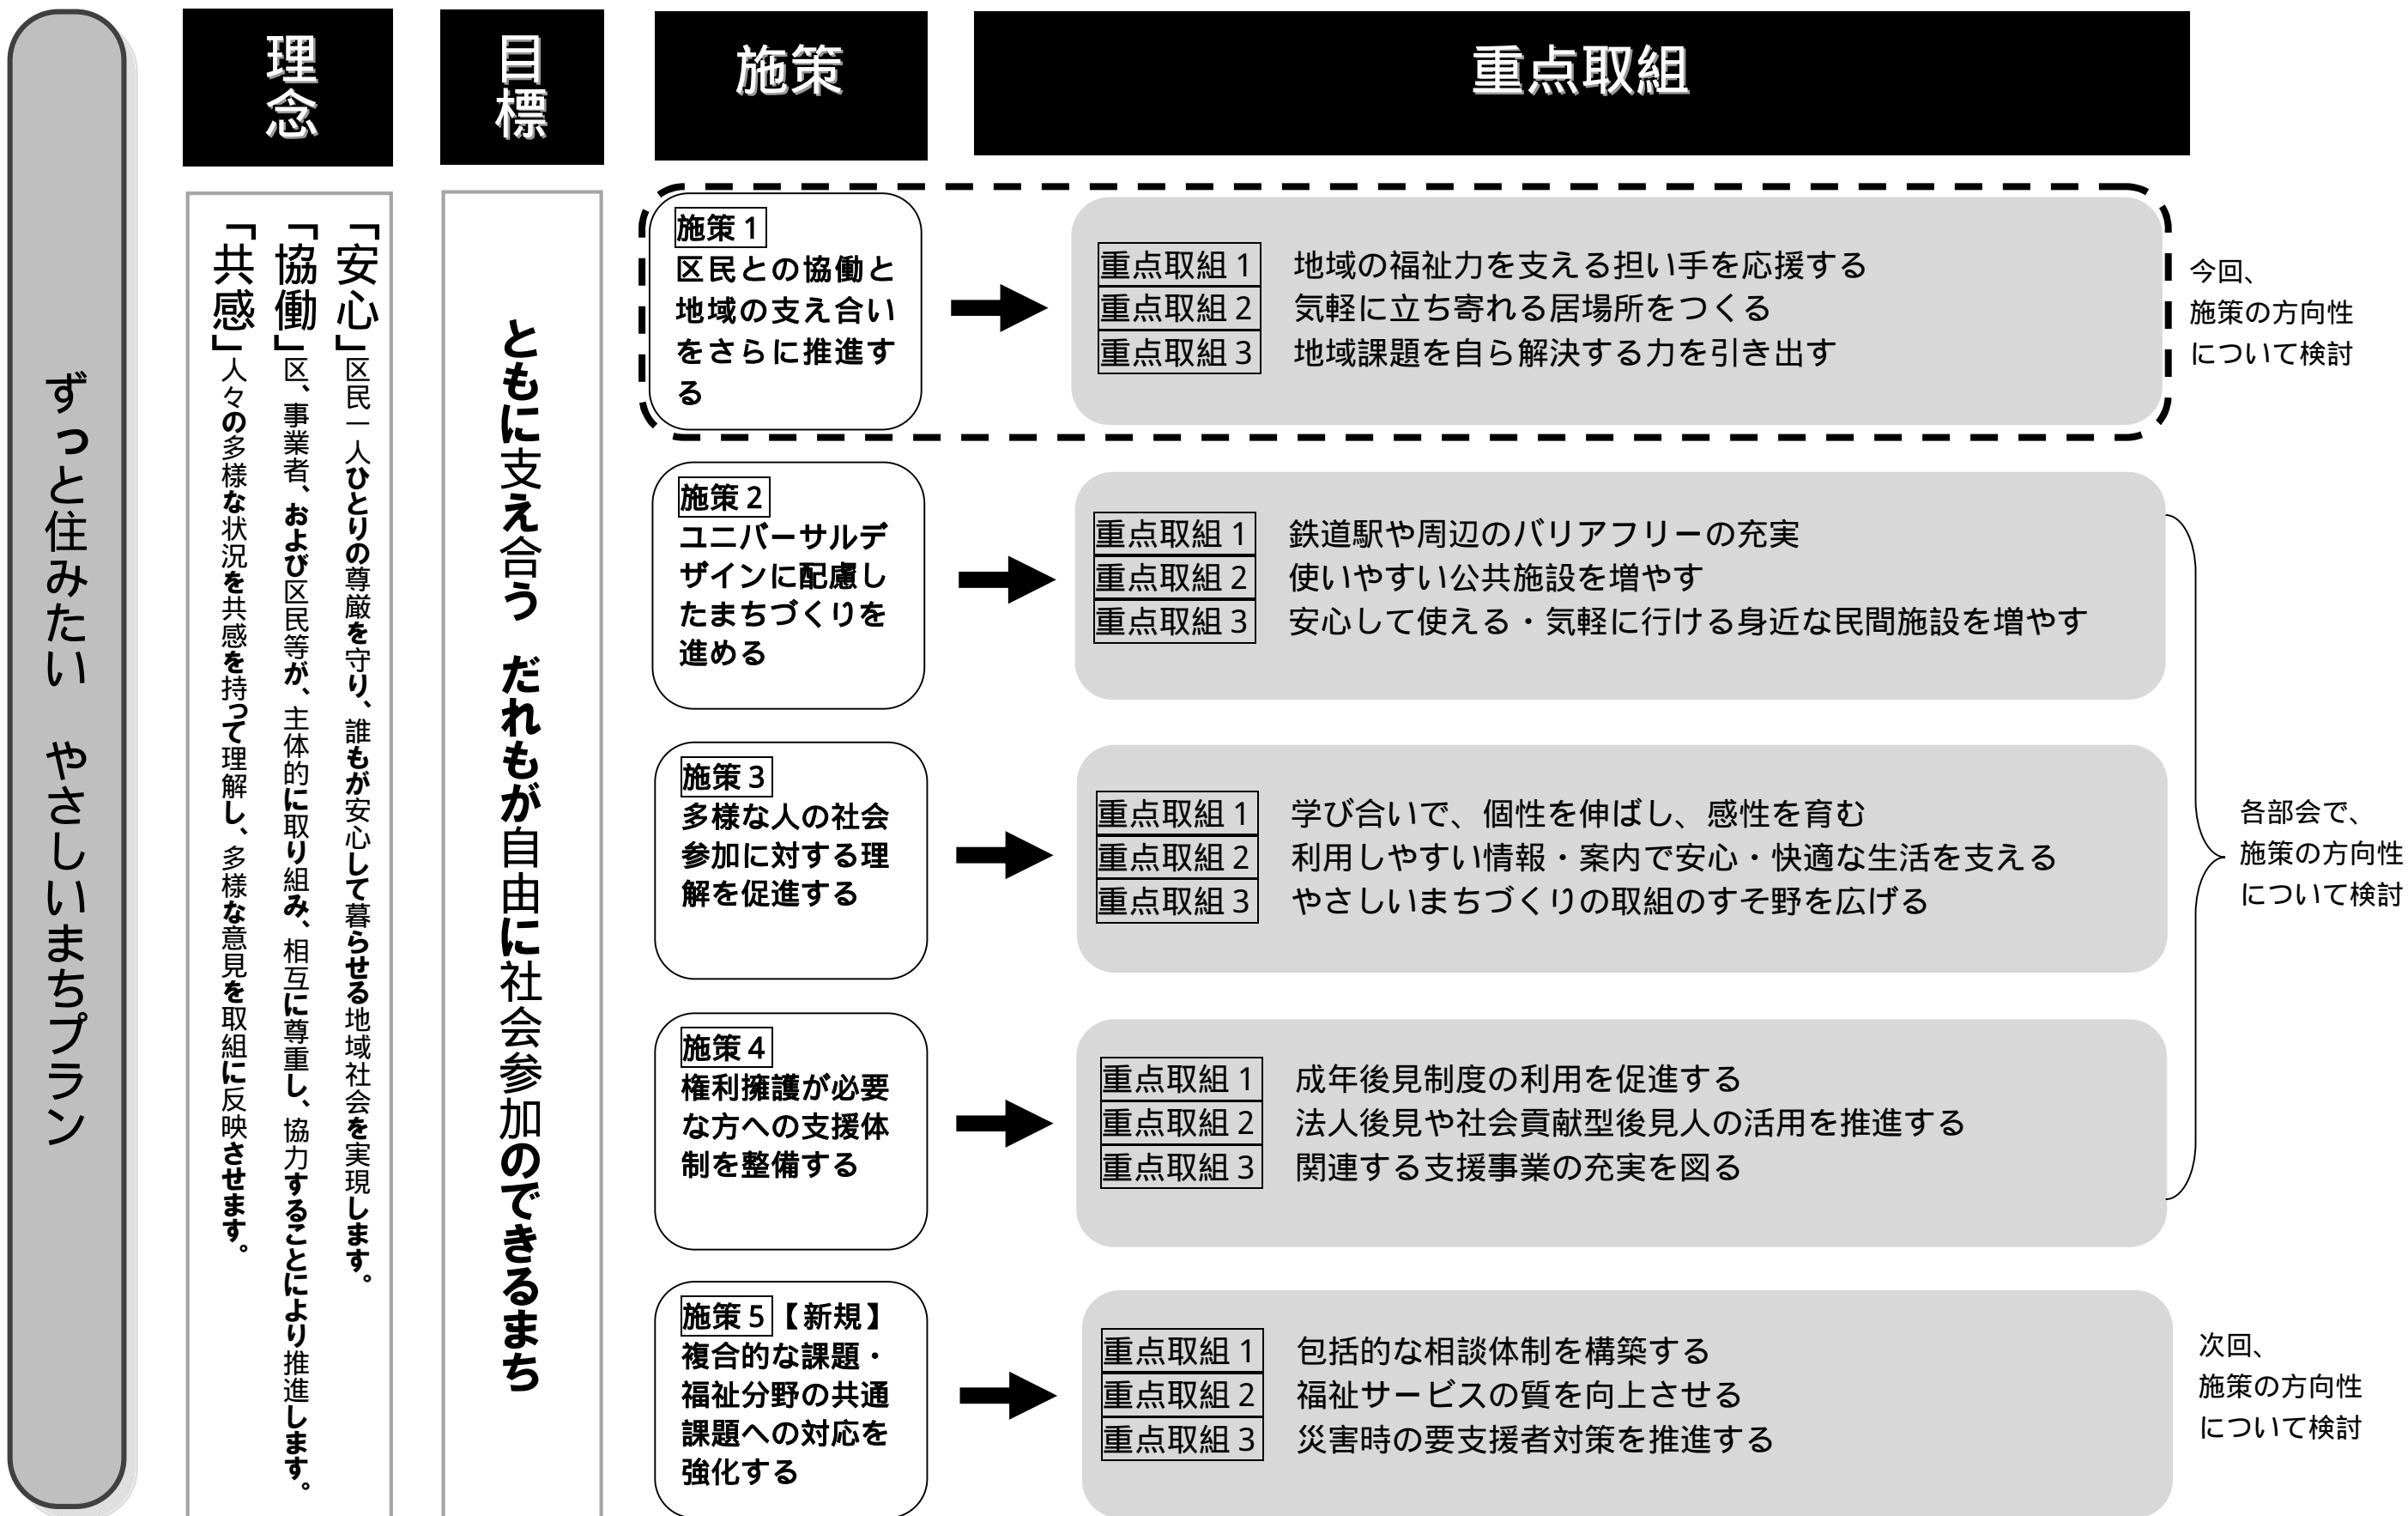 ずっと住みたい　やさしいまちプラン
理念
目標
施策
重点取組
「安心」区民一人ひとりの尊厳を守り、誰もが安心して暮らせる地域社会を実現します。
「協働」区、事業者、および区民等が、主体的に取り組み、相互に尊重し、協力することにより推進します。
「共感」人々の多様な状況を共感を持って理解し、多様な意見を取組に反映させます。
ともに支え合う　だれもが自由に社会参加のできるまち
施策1
区民との協働と
地域の支え合い
をさらに推進す
る
重点取組1　地域の福祉力を支える担い手を応援する
重点取組2　気軽に立ち寄れる居場所をつくる
重点取組3　地域課題を自ら解決する力を引き出す
今回、
施策の方向性
について検討
施策2
ユニバーサルデ
ザインに配慮し
たまちづくりを
進める
重点取組1　鉄道駅や周辺のバリアフリーの充実
重点取組2　使いやすい公共施設を増やす
重点取組3　安心して使える・気軽に行ける身近な民間施設を増やす
施策3
多様な人の社会
参加に対する理
解を促進する
重点取組1　学び合いで、個性を伸ばし、感性を育む
重点取組2　利用しやすい情報・案内で安心・快適な生活を支える
重点取組3　やさしいまちづくりの取組のすそ野を広げる
各部会で、
施策の方向性
について検討
施策4
権利擁護が必要
な方への支援体
制を整備する
重点取組1　成年後見制度の利用を促進する
重点取組2　法人後見や社会貢献型後見人の活用を推進する
重点取組3　関連する支援事業の充実を図る
施策5【新規】
複合的な課題・
福祉分野の共通
課題への対応を
強化する
重点取組1　包括的な相談体制を構築する
重点取組2　福祉サービスの質を向上させる
重点取組3　災害時の要支援者対策を推進する
次回、
施策の方向性
について検討